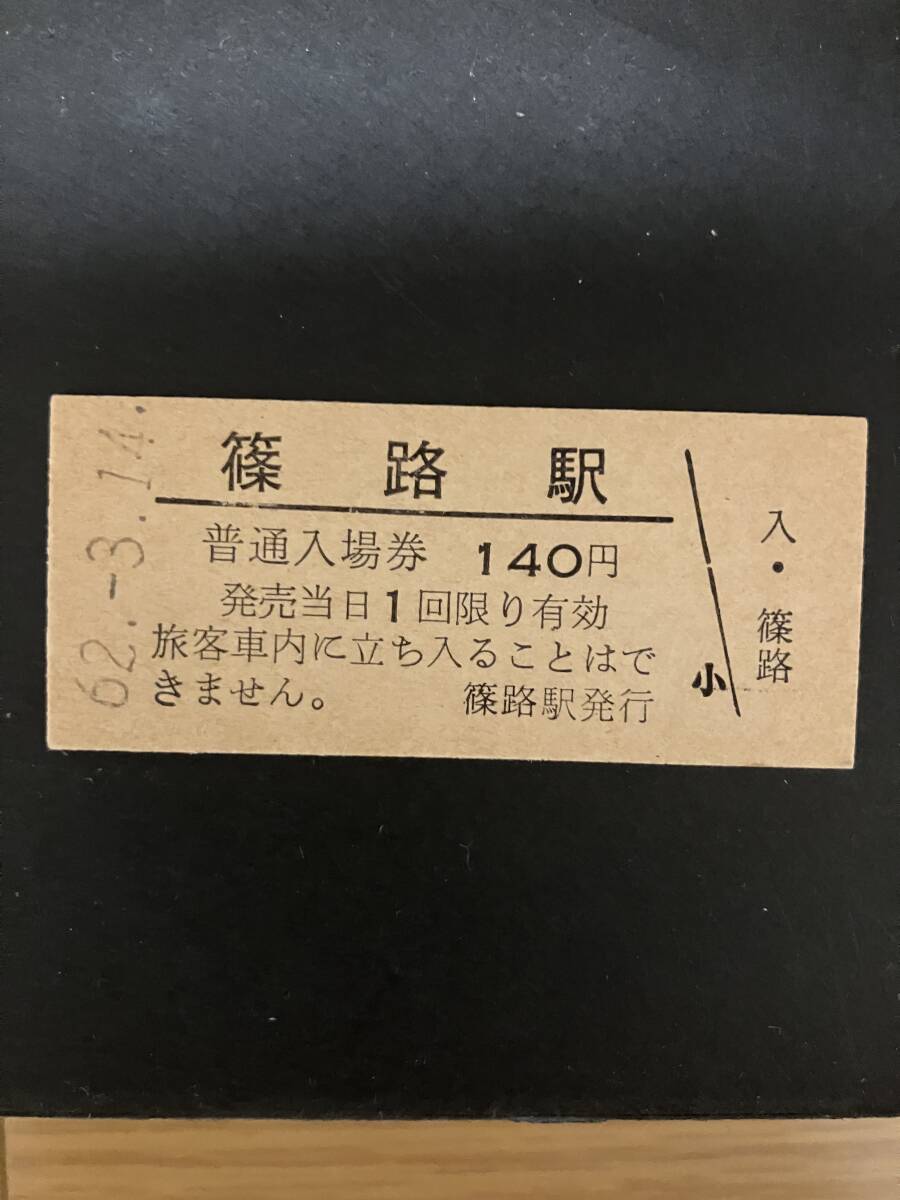 62.-3.14.
篠路駅
普通入場券 140円
発売当日1回限り有効
旅客車内に立ち入ることはで
きません。 篠路駅発行
小
入・篠路